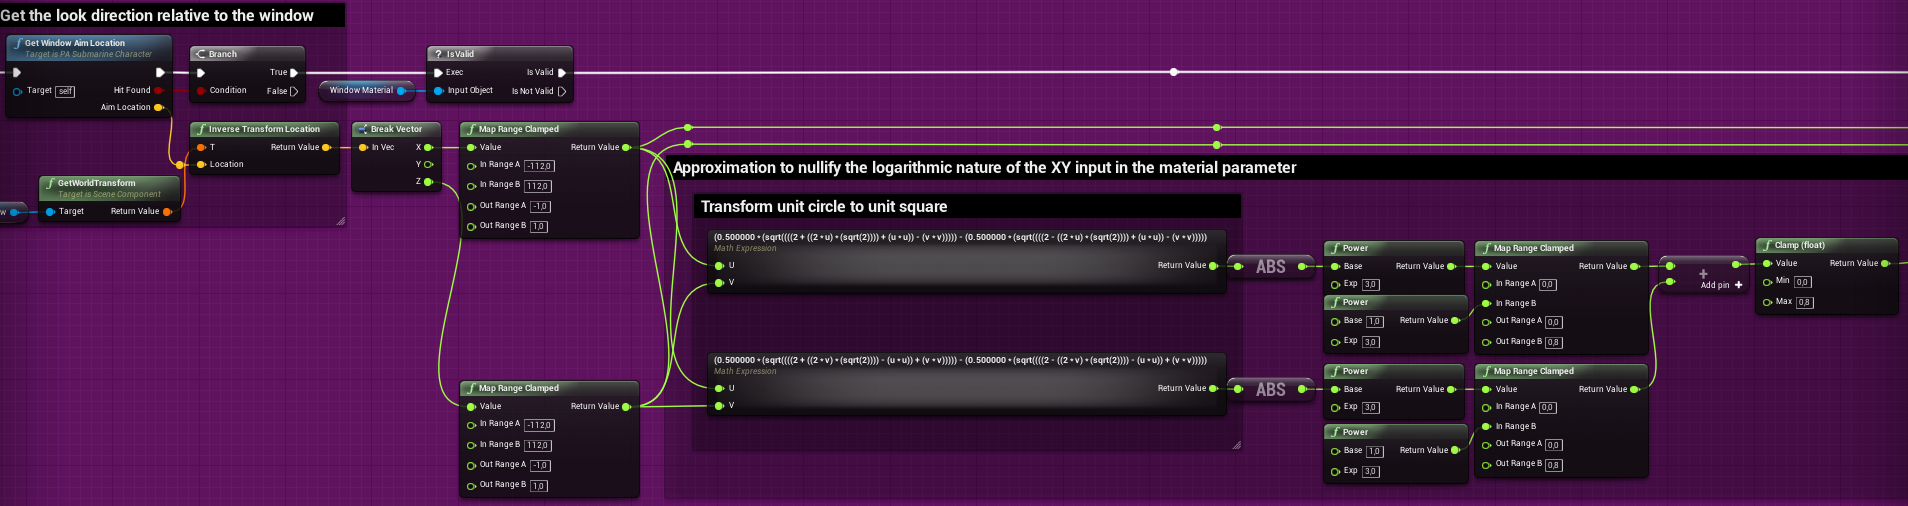 Get the look direction relative to the window
Get Window Aim Location
Target is PA Submarine Character
Target self
Hit Found
Aim Location
Branch
True
Condition
False
Window Material
? IsValid
Exec
Is Valid
Input Object
Is Not Valid
GetWorldTransform
Target is Scene Component
w
Target
Return Value
Inverse Transform Location
T
Return Value
Location
Break Vector
In Vec
X
Y
Z
Map Range Clamped
Value
Return Value
In Range A -112,0
In Range B 112,0
Out Range A -1,0
Out Range B 1,0
Map Range Clamped
Value
Return Value
In Range A -112,0
In Range B 112,0
Out Range A -1,0
Out Range B 1,0
Approximation to nullify the logarithmic nature of the XY input in the material parameter
Transform unit circle to unit square
(0.500000 * (sqrt((((2 + ((2 * u) * (sqrt(2)))) + (u * u)) - (v * v))))) - (0.500000 * (sqrt((((2 - ((2 * u) * (sqrt(2)))) + (u * u)) - (v * v)))))
Math Expression
U
Return Value
V
ABS
(0.500000 * (sqrt((((2 + ((2 * v) * (sqrt(2)))) - (u * u)) + (v * v))))) - (0.500000 * (sqrt((((2 - ((2 * v) * (sqrt(2)))) - (u * u)) + (v * v)))))
Math Expression
U
Return Value
V
ABS
Power
Base
Return Value
Exp 3,0
Power
Base 1,0
Return Value
Exp 3,0
Map Range Clamped
Value
Return Value
In Range A 0,0
In Range B
Out Range A 0,0
Out Range B 0,8
Power
Base
Return Value
Exp 3,0
Power
Base 1,0
Return Value
Exp 3,0
Map Range Clamped
Value
Return Value
In Range A 0,0
In Range B
Out Range A 0,0
Out Range B 0,8
+
Add pin +
Clamp (float)
Value
Return Value
Min 0,0
Max 0,8